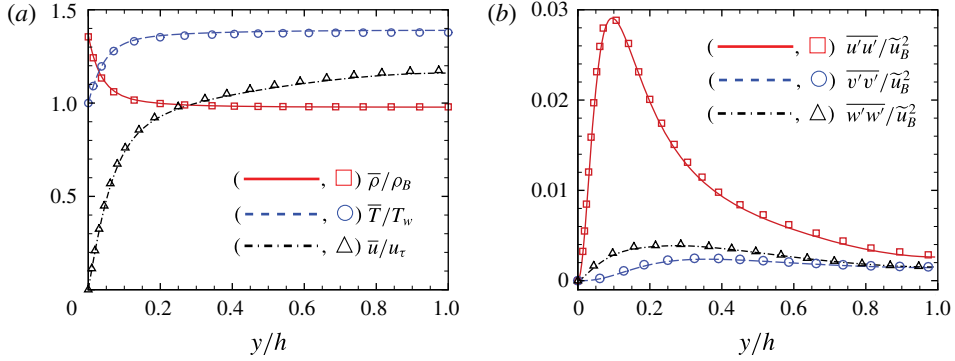 (a)
1.5
1.0
0.5
0
0.2
0.4
0.6
0.8
1.0
y/h
( , ) ρ̅/ρ_B
( , ) T̅/T_w
( , ) u̅/u_τ
(b)
0.03
0.02
0.01
0
0
0.2
0.4
0.6
0.8
1.0
y/h
( , ) \overline{u′u′}/ũ_B^2
( , ) \overline{v′v′}/ũ_B^2
( , ) \overline{w′w′}/ũ_B^2